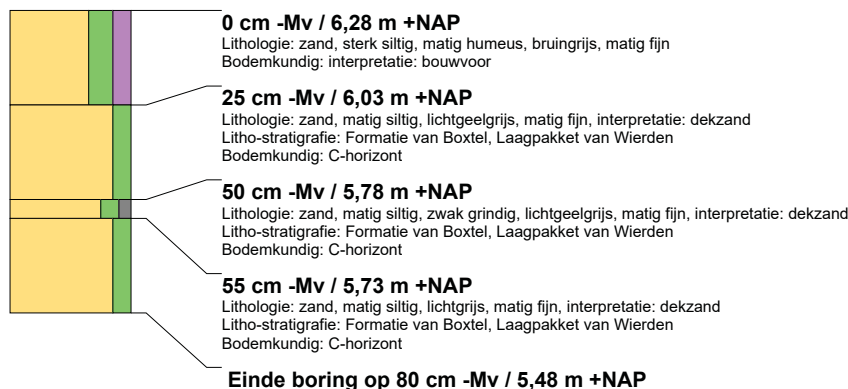 0 cm -Mv / 6,28 m +NAP
Lithologie: zand, sterk siltig, matig humeus, bruingrijs, matig fijn
Bodemkundig: interpretatie: bouwvoor
25 cm -Mv / 6,03 m +NAP
Lithologie: zand, matig siltig, lichtgeelgrijs, matig fijn, interpretatie: dekzand
Litho-stratigrafie: Formatie van Boxtel, Laagpakket van Wierden
Bodemkundig: C-horizont
50 cm -Mv / 5,78 m +NAP
Lithologie: zand, matig siltig, zwak grindig, lichtgeelgrijs, matig fijn, interpretatie: dekzand
Litho-stratigrafie: Formatie van Boxtel, Laagpakket van Wierden
Bodemkundig: C-horizont
55 cm -Mv / 5,73 m +NAP
Lithologie: zand, matig siltig, lichtgrijs, matig fijn, interpretatie: dekzand
Litho-stratigrafie: Formatie van Boxtel, Laagpakket van Wierden
Bodemkundig: C-horizont
Einde boring op 80 cm -Mv / 5,48 m +NAP